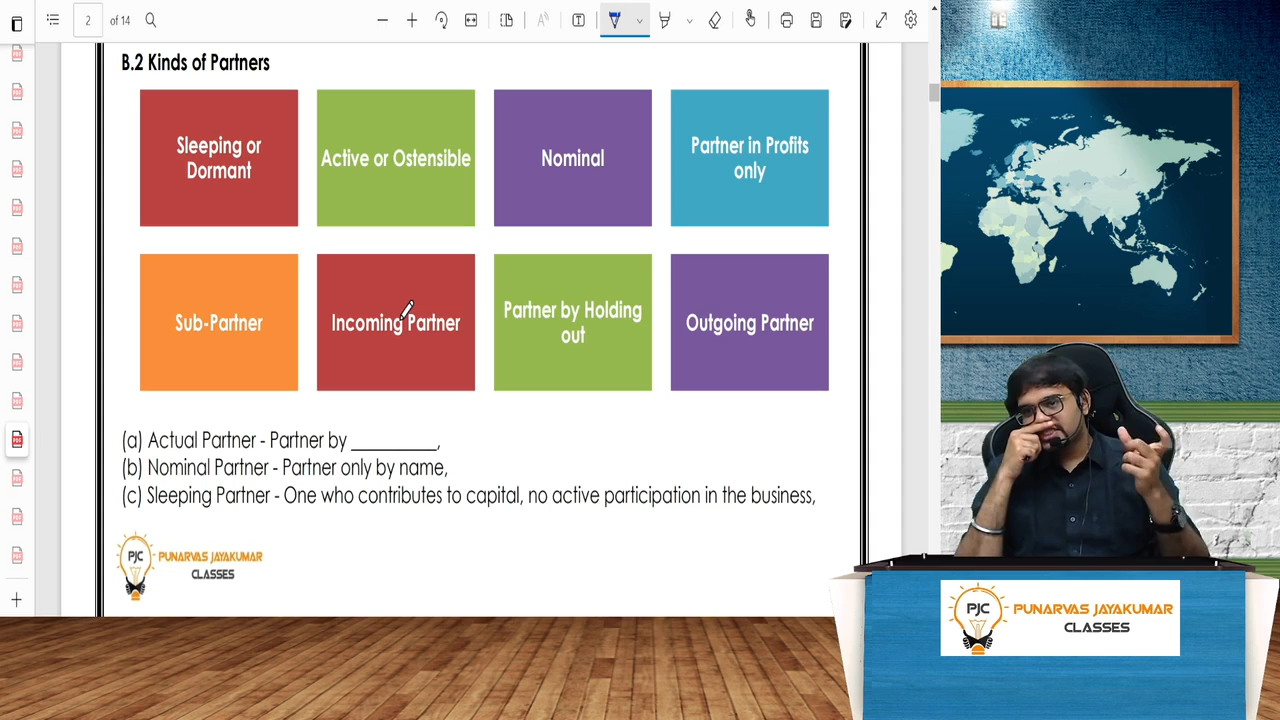 2 of 14
B.2 Kinds of Partners
Sleeping or
Dormant
Active or Ostensible
Nominal
Partner in Profits
only
Sub-Partner
Incoming Partner
Partner by Holding
out
Outgoing Partner
(a) Actual Partner - Partner by _________,
(b) Nominal Partner - Partner only by name,
(c) Sleeping Partner - One who contributes to capital, no active participation in the business,
PJC PUNARVAS JAYAKUMAR
CLASSES
PJC PUNARVAS JAYAKUMAR
CLASSES